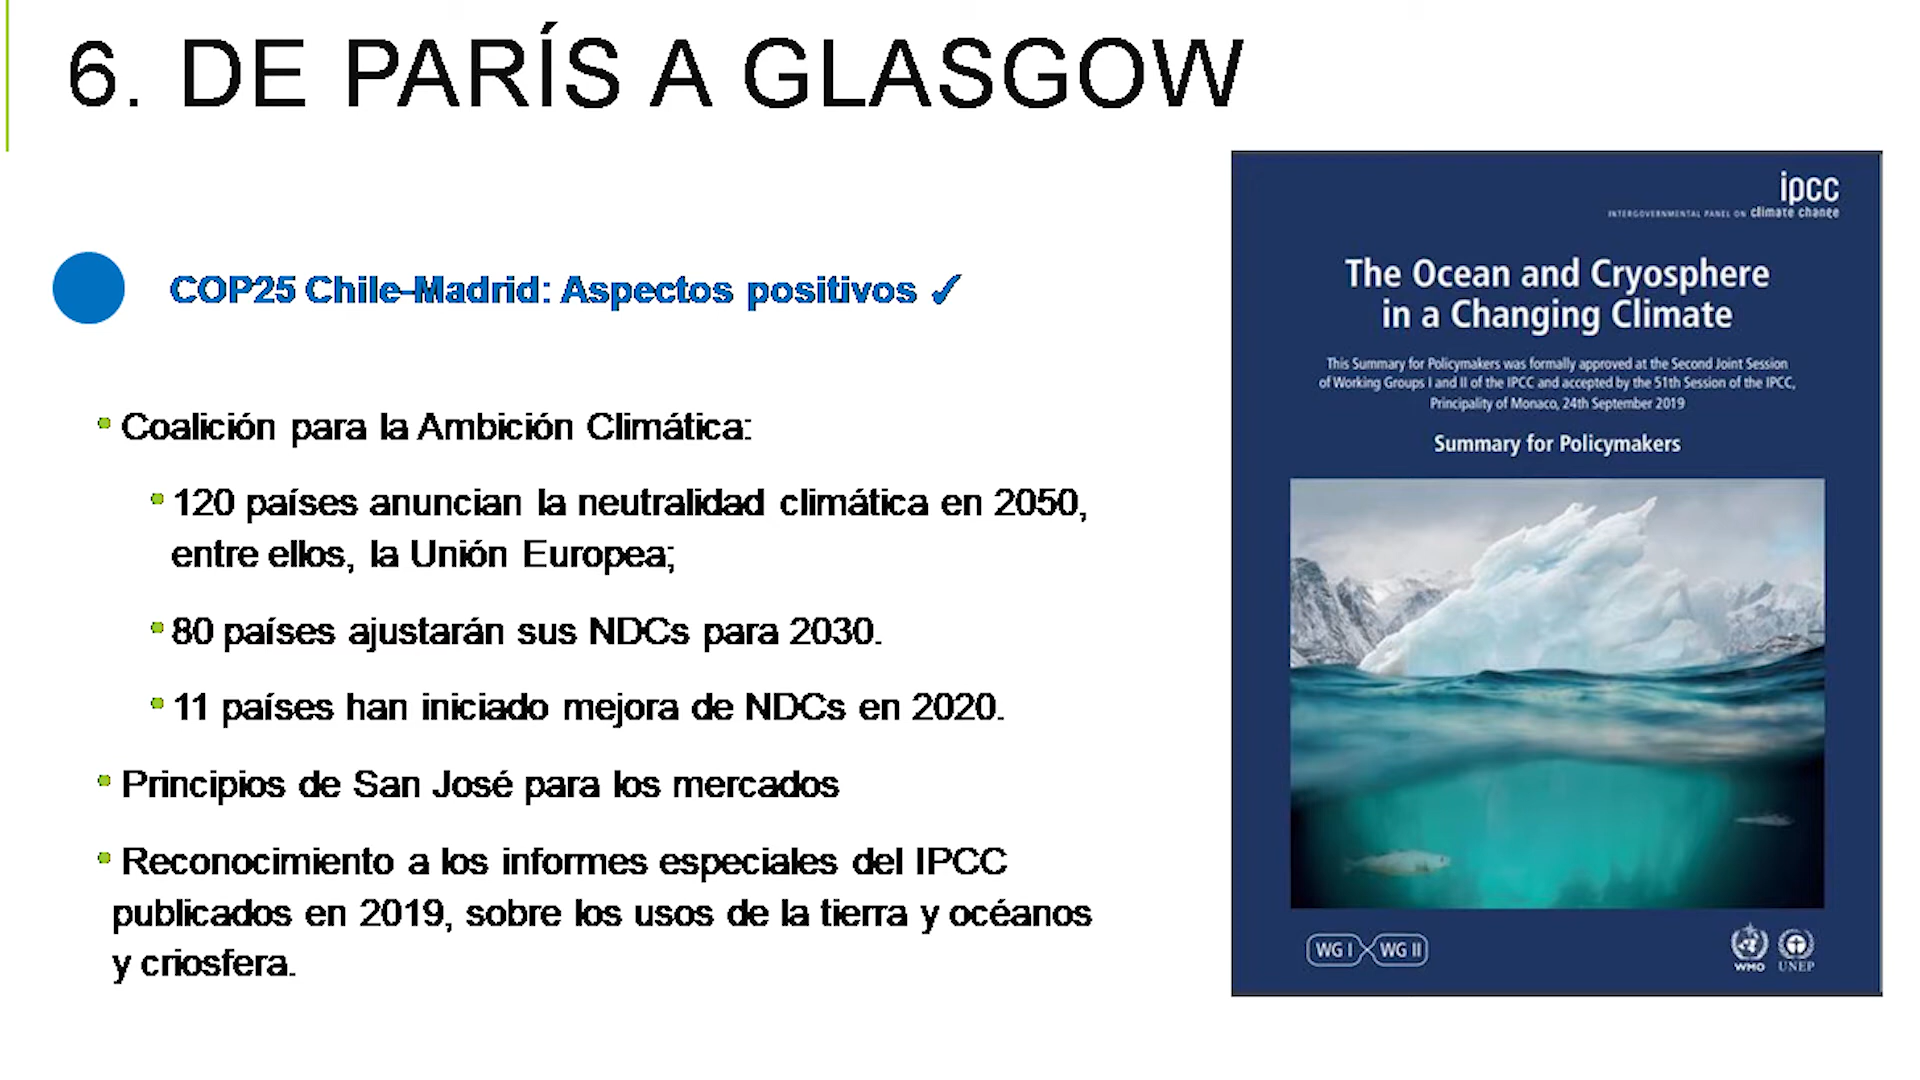 6. DE PARÍS A GLASGOW
COP25 Chile-Madrid: Aspectos positivos ✓
• Coalición para la Ambición Climática:
• 120 países anuncian la neutralidad climática en 2050,
entre ellos, la Unión Europea;
• 80 países ajustarán sus NDCs para 2030.
• 11 países han iniciado mejora de NDCs en 2020.
• Principios de San José para los mercados
• Reconocimiento a los informes especiales del IPCC
publicados en 2019, sobre los usos de la tierra y océanos
y criosfera.
ipcc
INTERGOVERNMENTAL PANEL ON climate change
The Ocean and Cryosphere
in a Changing Climate
This Summary for Policymakers was formally approved at the Second Joint Session
of Working Groups I and II of the IPCC and accepted by the 51th Session of the IPCC,
Principality of Monaco, 24th September 2019
Summary for Policymakers
WG I WG II
WMO UNEP